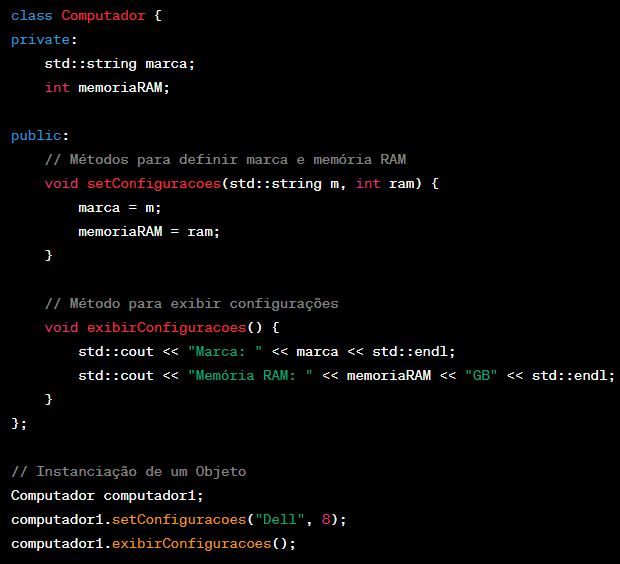 class Computador {
private:
    std::string marca;
    int memoriaRAM;

public:
    // Métodos para definir marca e memória RAM
    void setConfiguracoes(std::string m, int ram) {
        marca = m;
        memoriaRAM = ram;
    }

    // Método para exibir configurações
    void exibirConfiguracoes() {
        std::cout << "Marca: " << marca << std::endl;
        std::cout << "Memória RAM: " << memoriaRAM << "GB" << std::endl;
    }
};

// Instanciação de um Objeto
Computador computador1;
computador1.setConfiguracoes("Dell", 8);
computador1.exibirConfiguracoes();